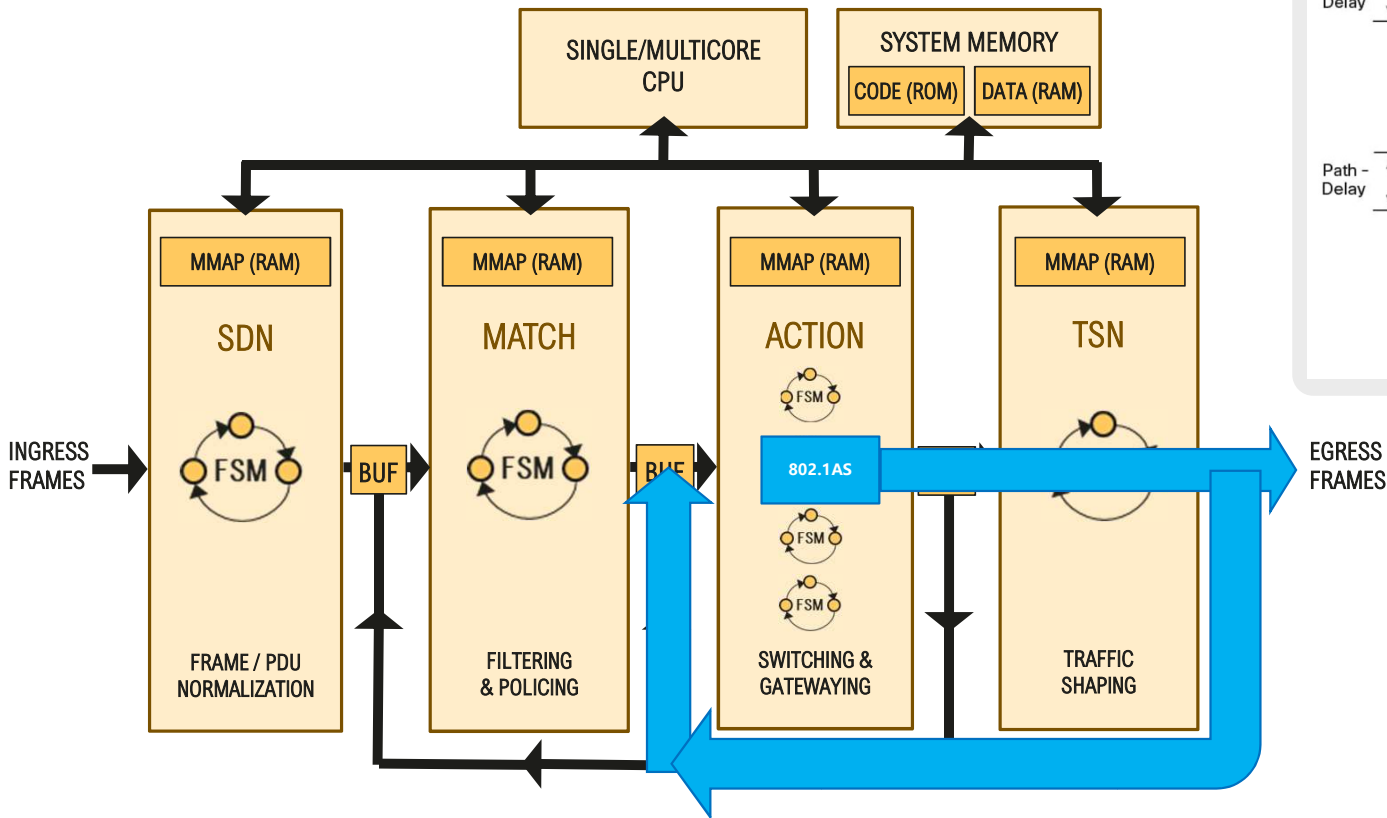 SINGLE/MULTICORE
CPU
SYSTEM MEMORY
CODE (ROM)
DATA (RAM)
Delay
Path -
Delay
MMAP (RAM)
MMAP (RAM)
MMAP (RAM)
MMAP (RAM)
SDN
MATCH
ACTION
TSN
FSM
INGRESS
FRAMES
BUF
FSM
FSM
BUF
802.1AS
EGRESS
FRAMES
FSM
FSM
FRAME / PDU
NORMALIZATION
FILTERING
& POLICING
SWITCHING &
GATEWAYING
TRAFFIC
SHAPING